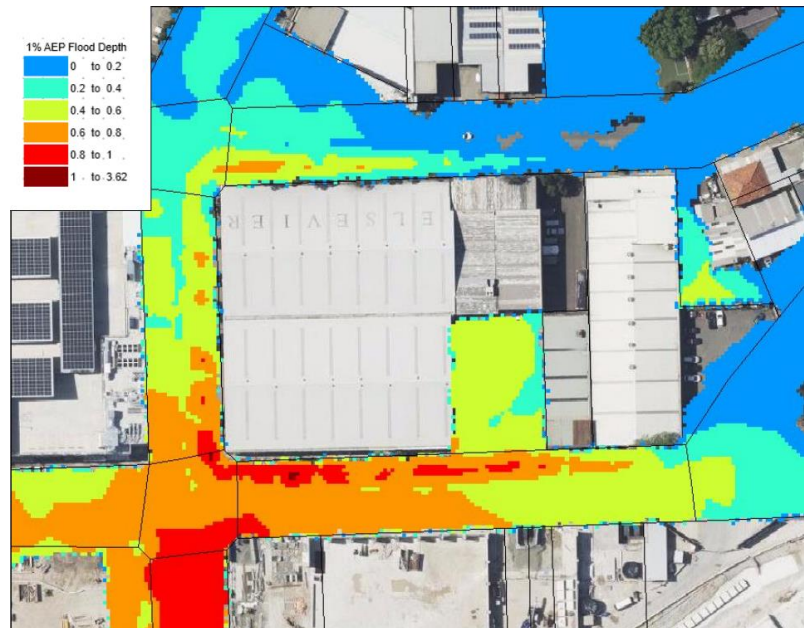 1% AEP Flood Depth
0 to 0.2
0.2 to 0.4
0.4 to 0.6
0.6 to 0.8
0.8 to 1
1 to 3.62
ELSEVIER